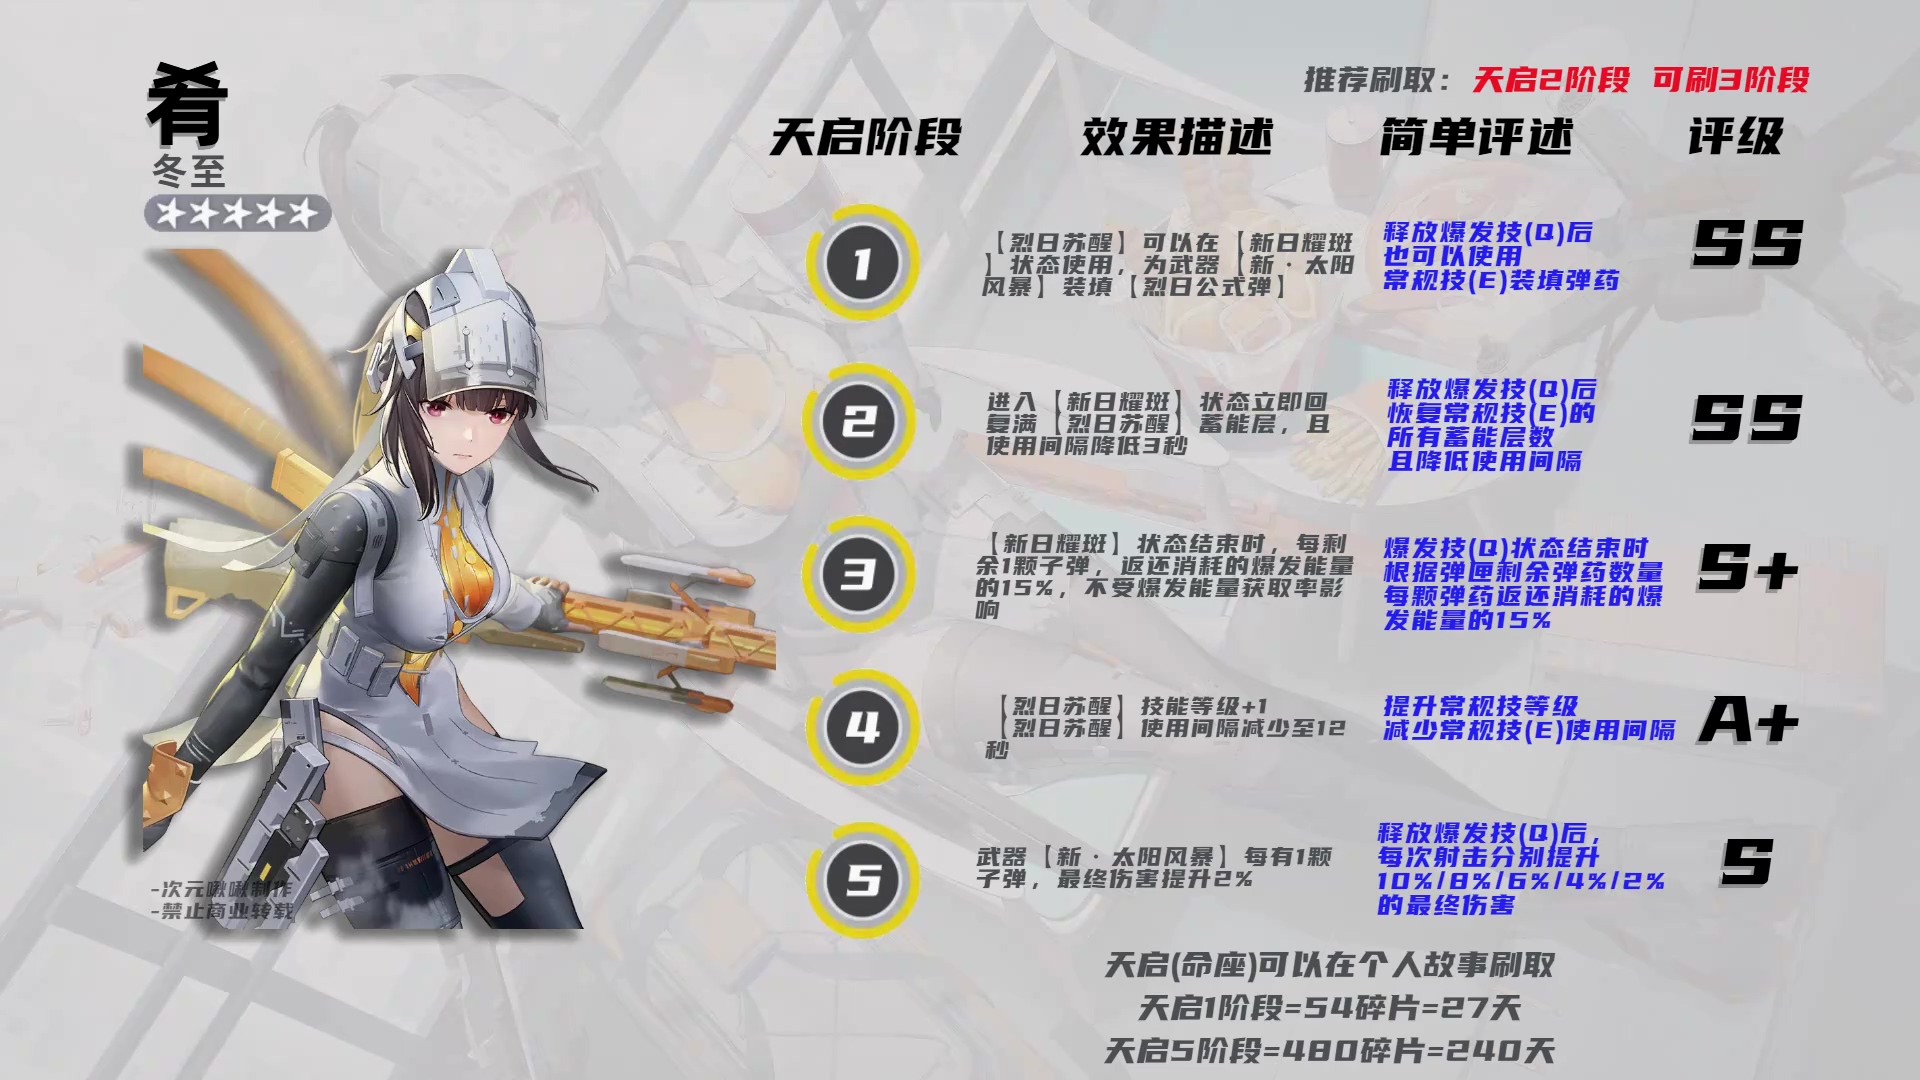 肴
冬至
推荐刷取：天启2阶段 可刷3阶段
天启阶段 效果描述 简单评述 评级
1
【烈日苏醒】可以在【新日耀斑
】状态使用，为武器【新·太阳
风暴】装填【烈日公式弹】
释放爆发技(Q)后
也可以使用
常规技(E)装填弹药
SS
2
进入【新日耀斑】状态立即回
复满【烈日苏醒】蓄能层，且
使用间隔降低3秒
释放爆发技(Q)后
恢复常规技(E)的
所有蓄能层数
且降低使用间隔
SS
3
【新日耀斑】状态结束时，每剩
余1颗子弹，返还消耗的爆发能量
的15%，不受爆发能量获取率影
响
爆发技(Q)状态结束时
根据弹匣剩余弹药数量
每颗弹药返还消耗的爆
发能量的15%
S+
4
【烈日苏醒】技能等级+1
【烈日苏醒】使用间隔减少至12
秒
提升常规技等级
减少常规技(E)使用间隔
A+
5
武器【新·太阳风暴】每有1颗
子弹，最终伤害提升2%
释放爆发技(Q)后，
每次射击分别提升
10%/8%/6%/4%/2%
的最终伤害
S
-次元啾啾制作
-禁止商业转载
天启(命座)可以在个人故事刷取
天启1阶段=54碎片=27天
天启5阶段=480碎片=240天